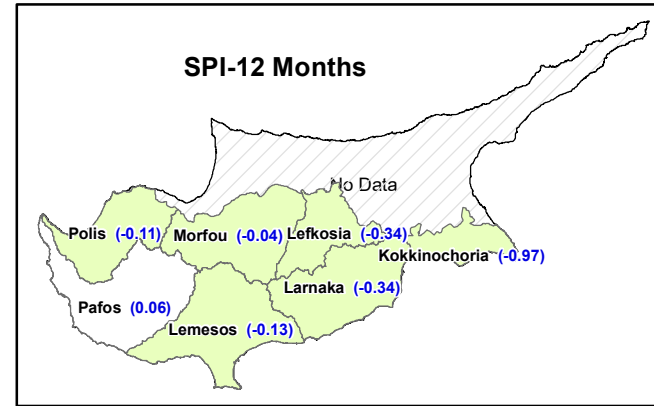 SPI-12 Months
No Data
Polis (-0.11)
Morfou (-0.04)
Lefkosia (-0.34)
Kokkinochoria (-0.97)
Larnaka (-0.34)
Pafos (0.06)
Lemesos (-0.13)